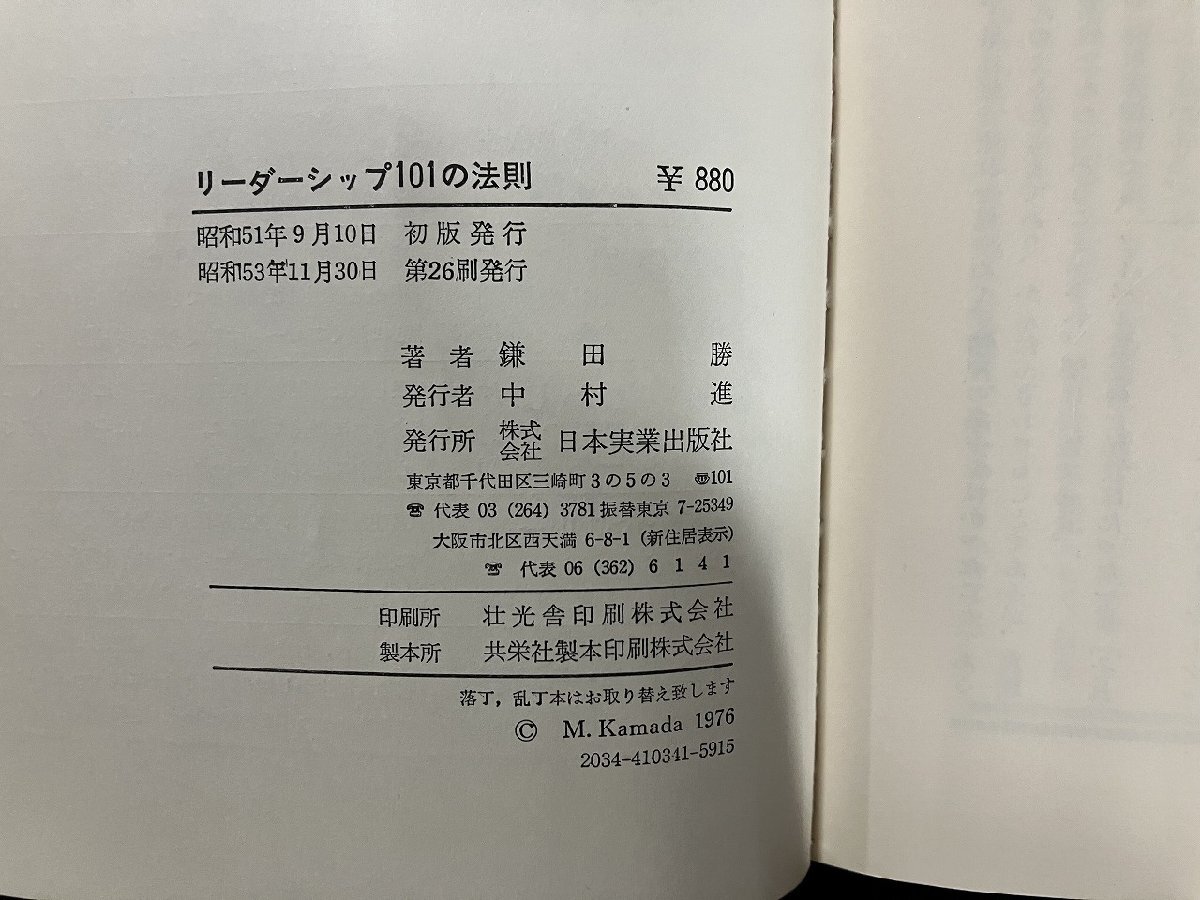 リーダーシップ101の法則　¥880
昭和51年9月10日　初版発行
昭和53年11月30日　第26刷発行
著者　鎌田勝
発行者　中村進
発行所　株式会社　日本実業出版社
東京都千代田区三崎町3の5の3　〠101
☎ 代表 03 (264) 3781 振替東京 7-25349
大阪市北区西天満 6-8-1 (新住居表示)
☎ 代表 06 (362) 6141
印刷所　壮光舎印刷株式会社
製本所　共栄社製本印刷株式会社
落丁，乱丁本はお取り替え致します
© M. Kamada 1976
2034-410341-5915